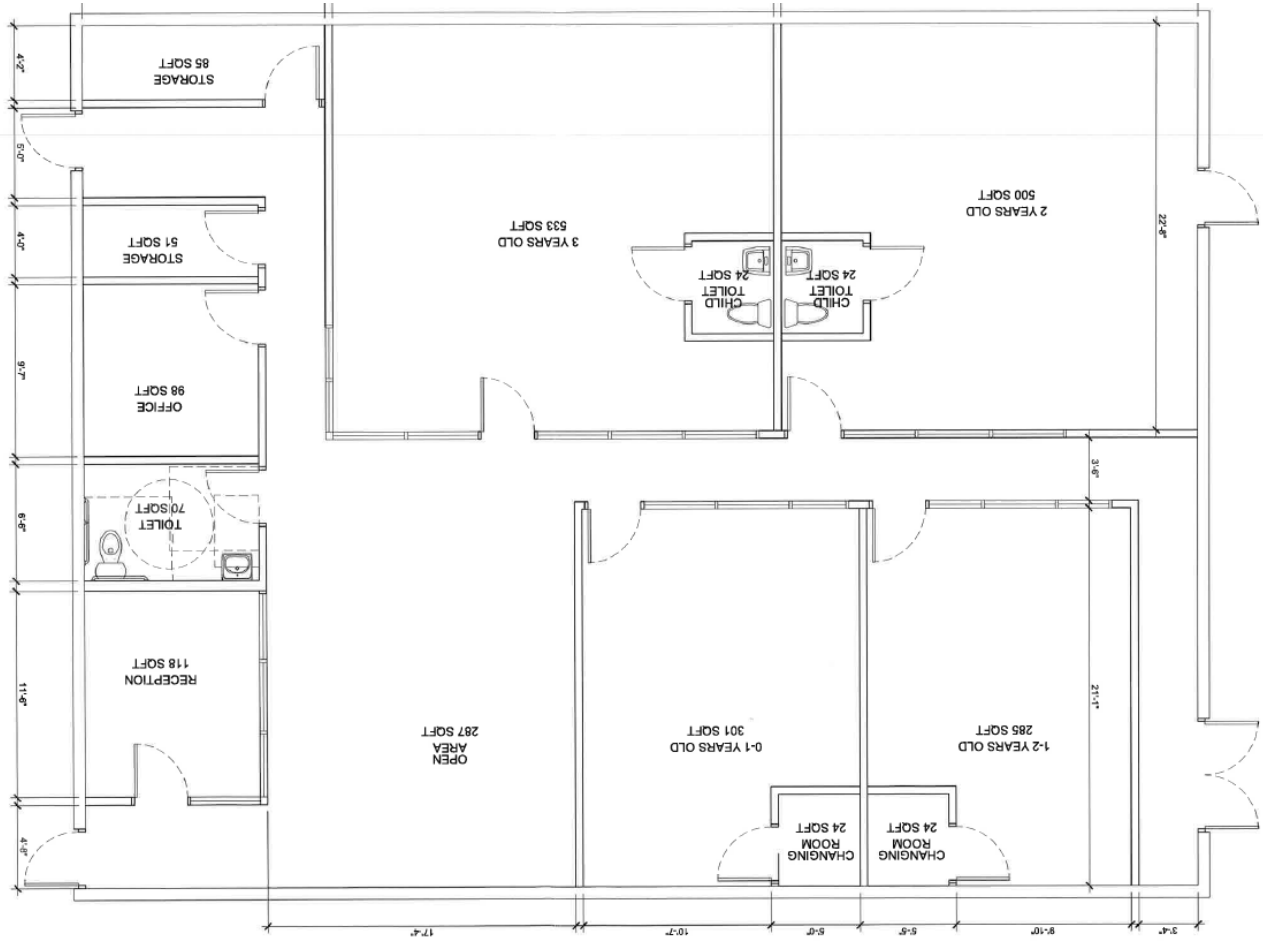 3'-4"
9'-10"
5'-5"
5'-0"
10'-7"
17'-4"
CHANGING
ROOM
24 SQFT
CHANGING
ROOM
24 SQFT
4'-8"
1-2 YEARS OLD
285 SQFT
0-1 YEARS OLD
301 SQFT
OPEN
AREA
287 SQFT
RECEPTION
118 SQFT
21'-1"
11'-6"
TOILET
70 SQFT
6'-6"
3'-6"
OFFICE
98 SQFT
9'-7"
CHILD
TOILET
24 SQFT
CHILD
TOILET
24 SQFT
2 YEARS OLD
500 SQFT
3 YEARS OLD
533 SQFT
STORAGE
51 SQFT
4'-0"
22'-8"
5'-0"
STORAGE
85 SQFT
4'-2"